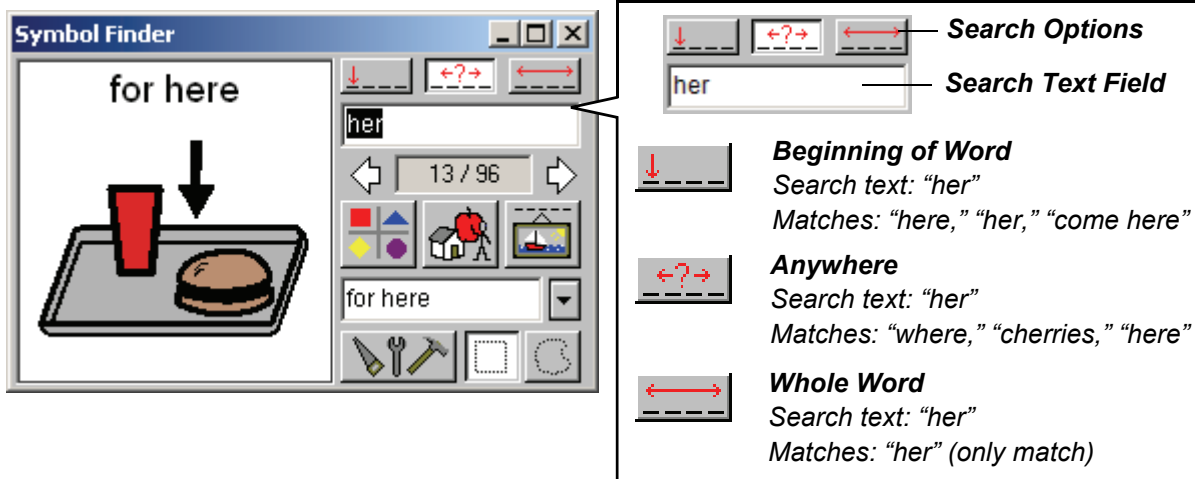 Symbol Finder
for here
her
13 / 96
for here
Search Options
her
Search Text Field
Beginning of Word
Search text: “her”
Matches: “here,” “her,” “come here”
←?→
Anywhere
Search text: “her”
Matches: “where,” “cherries,” “here”
Whole Word
Search text: “her”
Matches: “her” (only match)